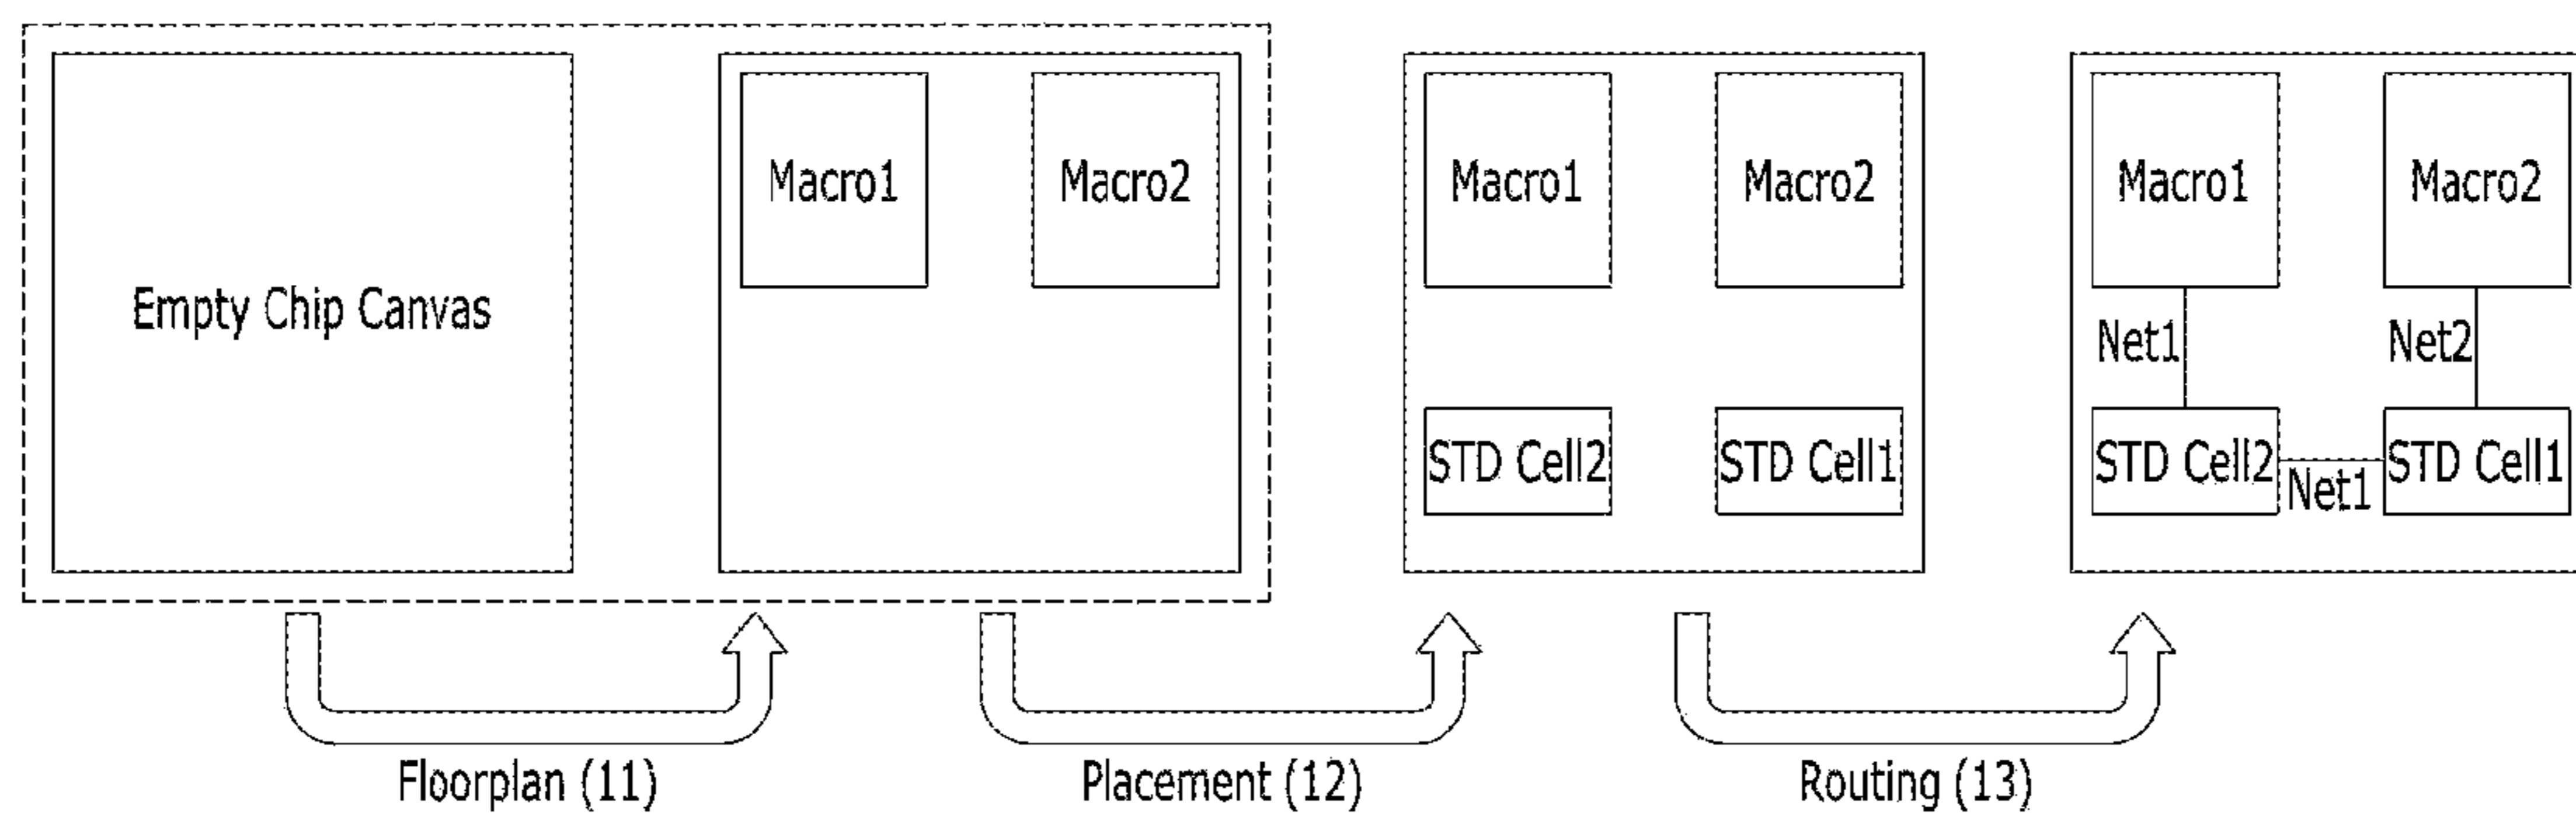 Empty Chip Canvas
Macro1
Macro2
Macro1
Macro2
STD Cell2
STD Cell1
Macro1
Macro2
Net1
Net2
STD Cell2
Net1
STD Cell1
Floorplan (11)
Placement (12)
Routing (13)